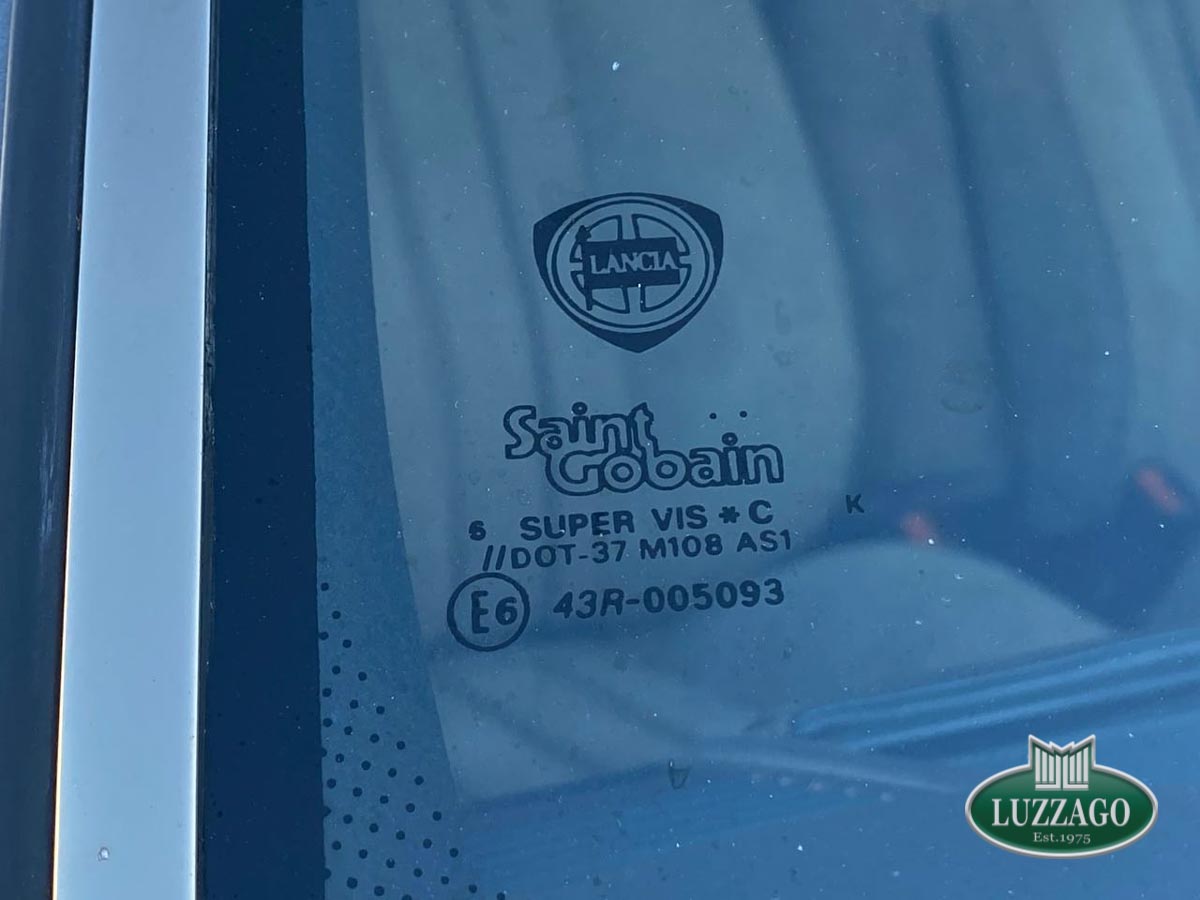 LANCIA
Saint
Gobain
6 SUPER VIS * C K
//DOT-37 M108 AS1
E6 43R-005093
LUZZAGO
Est.1975